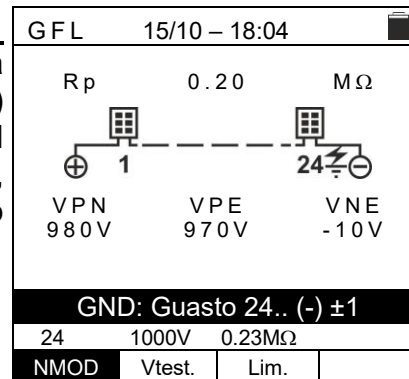 GFL 15/10 – 18:04
Rp 0.20 MΩ
1 24
VPN VPE VNE
980V 970V -10V
GND: Guasto 24.. (-) ±1
24 1000V 0.23MΩ
NMOD Vtest. Lim.